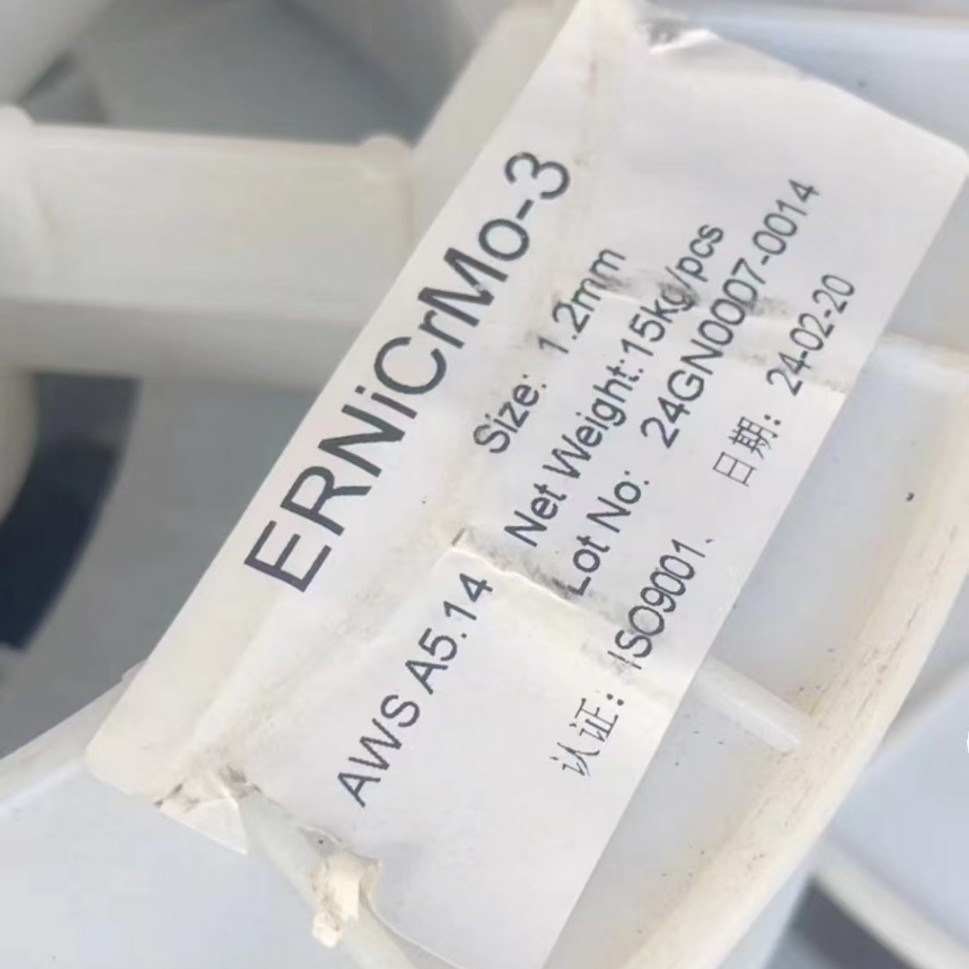 ERNiCrMo-3
AWS A5.14
Size: 1.2mm
Net Weight:15kg/pcs
Lot No: 24GN0007-0014
认证: ISO9001、
日期: 24-02-20